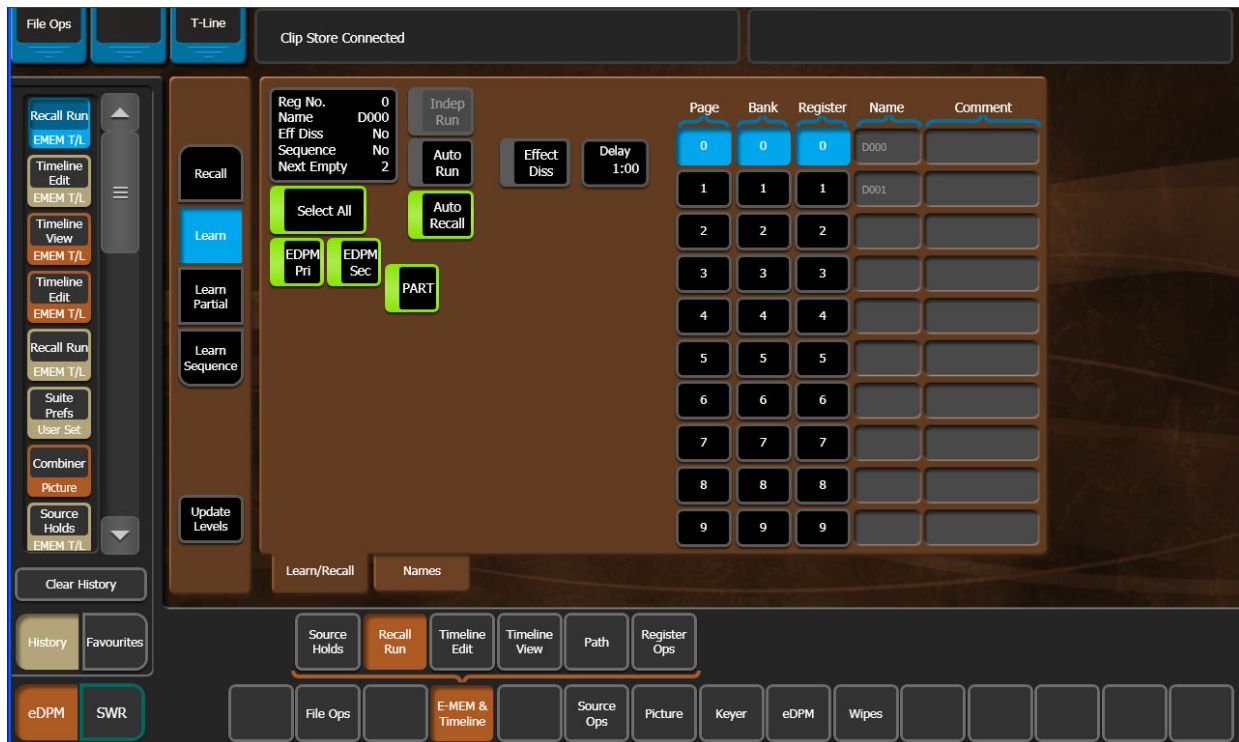 File Ops
T-Line
Clip Store Connected
Recall Run
EMEM T/L
Timeline
Edit
EMEM T/L
Timeline
View
EMEM T/L
Timeline
Edit
EMEM T/L
Recall Run
EMEM T/L
Suite
Prefs
User Set
Combiner
Picture
Source
Holds
EMEM T/L
Clear History
History
Favourites
eDPM
SWR
Recall
Learn
Learn
Partial
Learn
Sequence
Update
Levels
Reg No. 0
Name D000
Eff Diss No
Sequence No
Next Empty 2
Indep
Run
Auto
Run
Effect
Diss
Delay
1:00
Select All
Auto
Recall
EDPM
Pri
EDPM
Sec
PART
Page Bank Register Name Comment
0 0 0 D000
1 1 1 D001
2 2 2
3 3 3
4 4 4
5 5 5
6 6 6
7 7 7
8 8 8
9 9 9
Learn/Recall
Names
Source
Holds
Recall
Run
Timeline
Edit
Timeline
View
Path
Register
Ops
File Ops
E-MEM &
Timeline
Source
Ops
Picture
Keyer
eDPM
Wipes